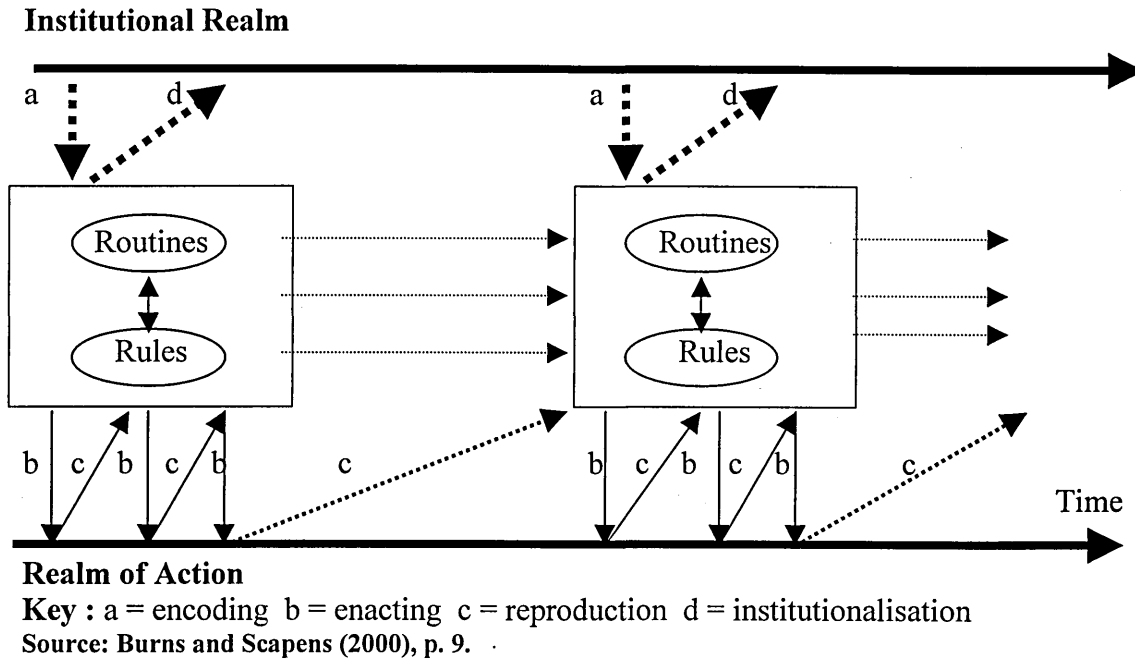 Institutional Realm
a d a d
Routines Routines
Rules Rules
b c b c b c b c b c b c
Time
Realm of Action
Key : a = encoding b = enacting c = reproduction d = institutionalisation
Source: Burns and Scapens (2000), p. 9.